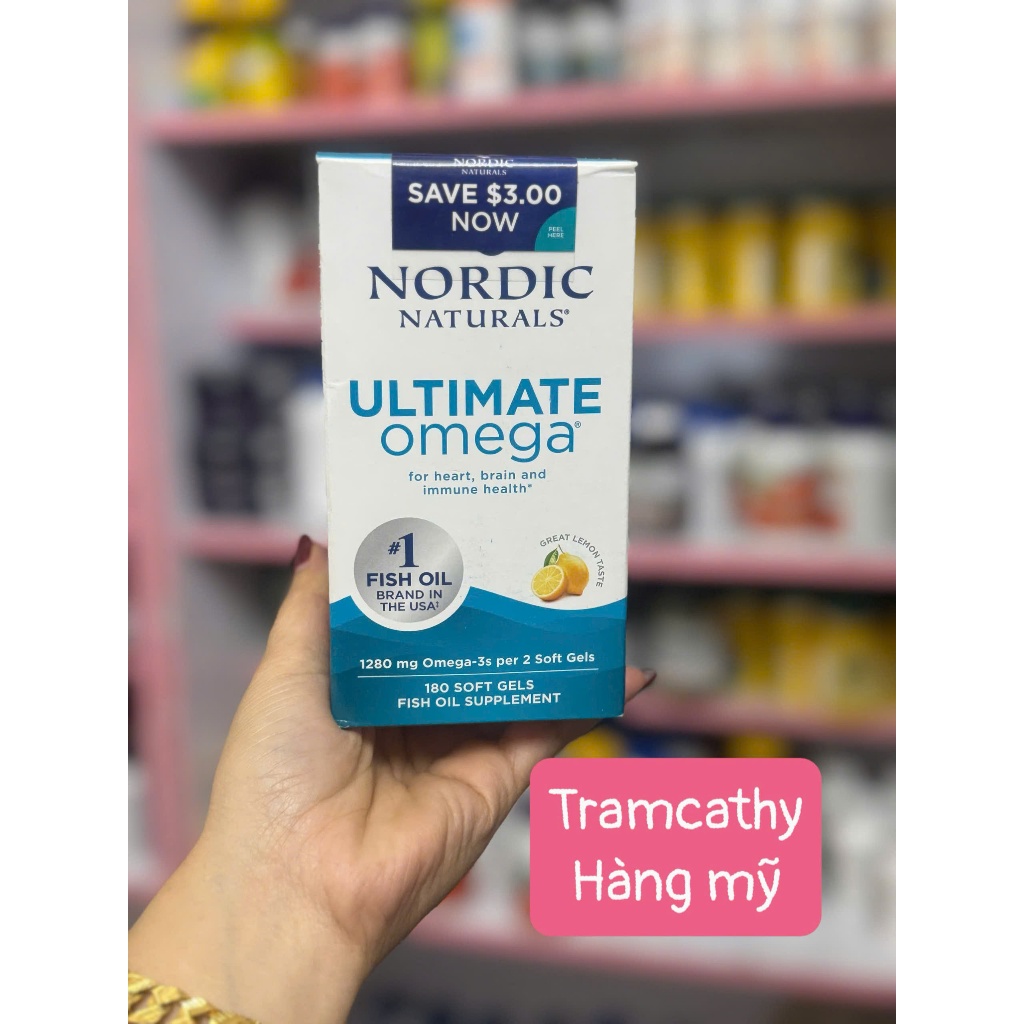 NORDIC
NATURALS
SAVE $3.00
NOW
PEEL
HERE
NORDIC
NATURALS®
ULTIMATE
omega®
for heart, brain and
immune health*
#1
FISH OIL
BRAND IN
THE USA‡
GREAT LEMON TASTE
1280 mg Omega-3s per 2 Soft Gels
180 SOFT GELS
FISH OIL SUPPLEMENT
Tramcathy
Hàng mỹ